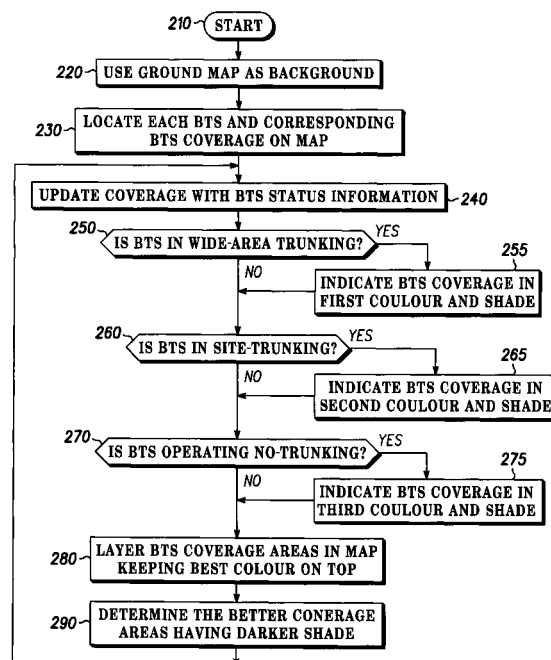 210
START
220
USE GROUND MAP AS BACKGROUND
230
LOCATE EACH BTS AND CORRESPONDING
BTS COVERAGE ON MAP
UPDATE COVERAGE WITH BTS STATUS INFORMATION
240
250
IS BTS IN WIDE-AREA TRUNKING?
YES
255
NO
INDICATE BTS COVERAGE IN
FIRST COULOUR AND SHADE
260
IS BTS IN SITE-TRUNKING?
YES
265
NO
INDICATE BTS COVERAGE IN
SECOND COULOUR AND SHADE
270
IS BTS OPERATING NO-TRUNKING?
YES
275
NO
INDICATE BTS COVERAGE IN
THIRD COULOUR AND SHADE
280
LAYER BTS COVERAGE AREAS IN MAP
KEEPING BEST COLOUR ON TOP
290
DETERMINE THE BETTER CONERAGE
AREAS HAVING DARKER SHADE